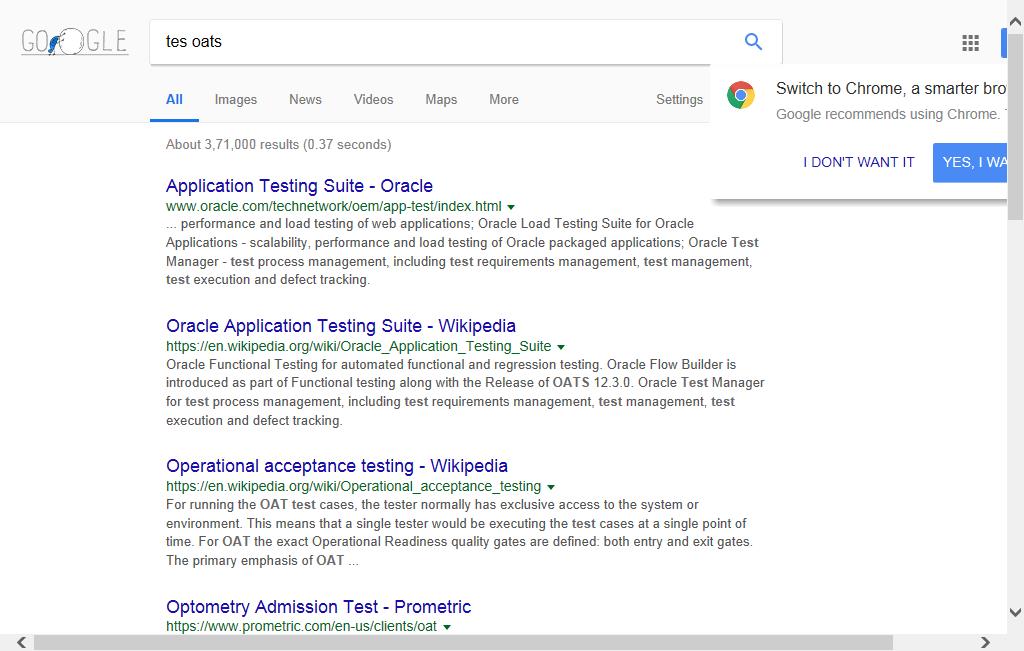 GOOGLE
tes oats
All Images News Videos Maps More Settings
Switch to Chrome, a smarter bro
Google recommends using Chrome.
I DON'T WANT IT YES, I WA
About 3,71,000 results (0.37 seconds)
Application Testing Suite - Oracle
www.oracle.com/technetwork/oem/app-test/index.html
... performance and load testing of web applications; Oracle Load Testing Suite for Oracle
Applications - scalability, performance and load testing of Oracle packaged applications; Oracle Test
Manager - test process management, including test requirements management, test management,
test execution and defect tracking.
Oracle Application Testing Suite - Wikipedia
https://en.wikipedia.org/wiki/Oracle_Application_Testing_Suite
Oracle Functional Testing for automated functional and regression testing. Oracle Flow Builder is
introduced as part of Functional testing along with the Release of OATS 12.3.0. Oracle Test Manager
for test process management, including test requirements management, test management, test
execution and defect tracking.
Operational acceptance testing - Wikipedia
https://en.wikipedia.org/wiki/Operational_acceptance_testing
For running the OAT test cases, the tester normally has exclusive access to the system or
environment. This means that a single tester would be executing the test cases at a single point of
time. For OAT the exact Operational Readiness quality gates are defined: both entry and exit gates.
The primary emphasis of OAT ...
Optometry Admission Test - Prometric
https://www.prometric.com/en-us/clients/oat